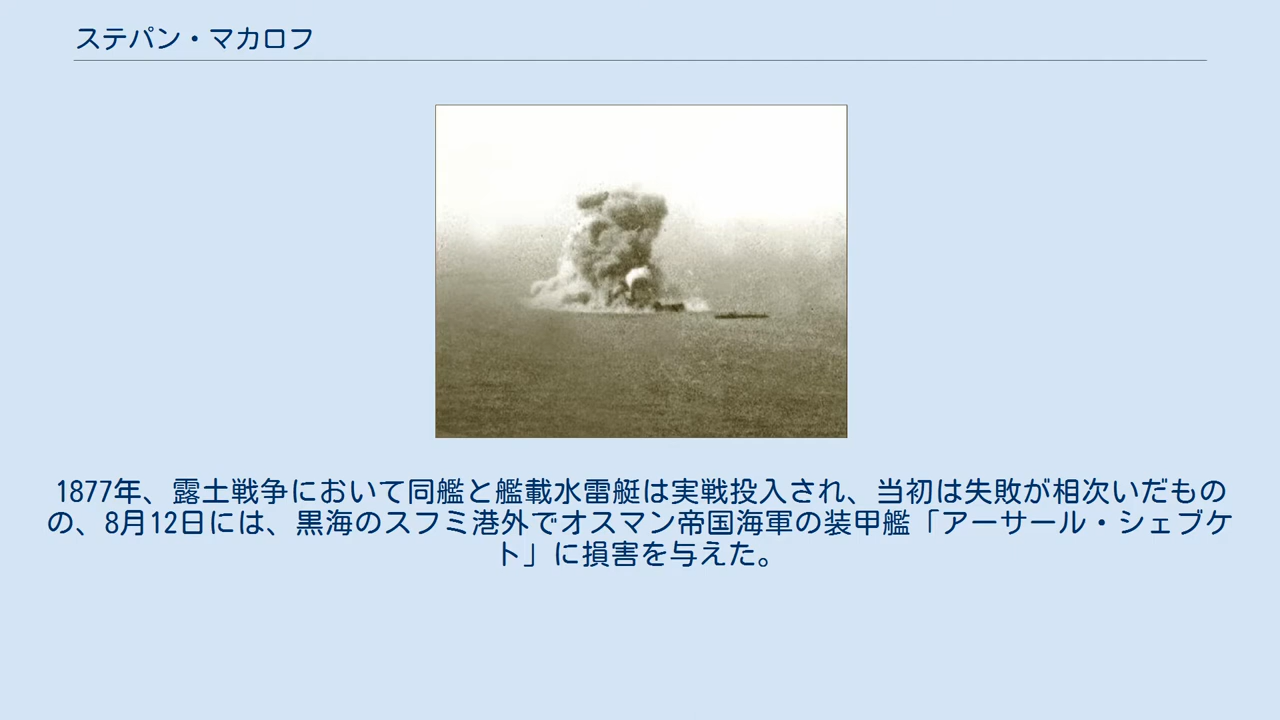 ステパン・マカロフ
1877年、露土戦争において同艦と艦載水雷艇は実戦投入され、当初は失敗が相次いだもの
の、8月12日には、黒海のスフミ港外でオスマン帝国海軍の装甲艦「アーサール・シェブケ
ト」に損害を与えた。